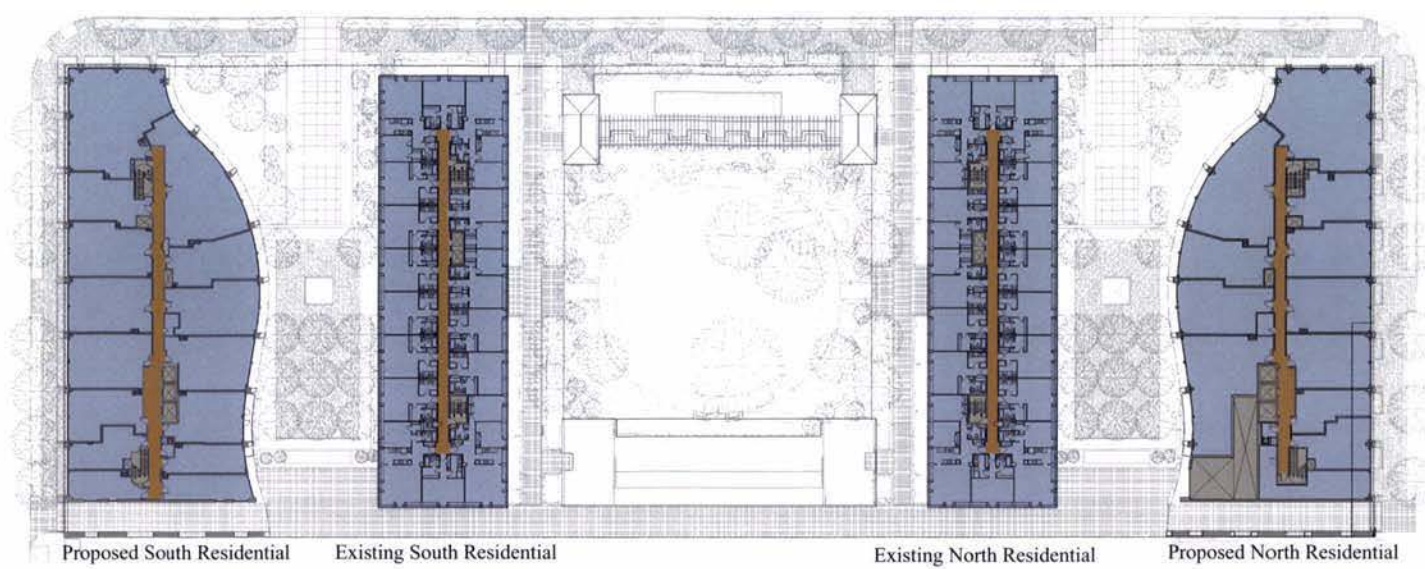 Proposed South Residential
Existing South Residential
Existing North Residential
Proposed North Residential